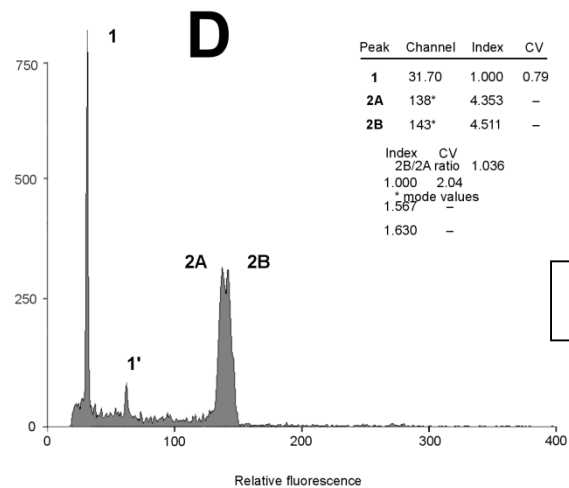 D
1
750
500
250
0
2A 2B
1'
0 100 200 300 400
Relative fluorescence
Peak Channel Index CV
1 31.70 1.000 0.79
2A 138* 4.353 –
2B 143* 4.511 –
Index CV
2B/2A ratio 1.036
1.000 2.04
* mode values
1.567 –
1.630 –